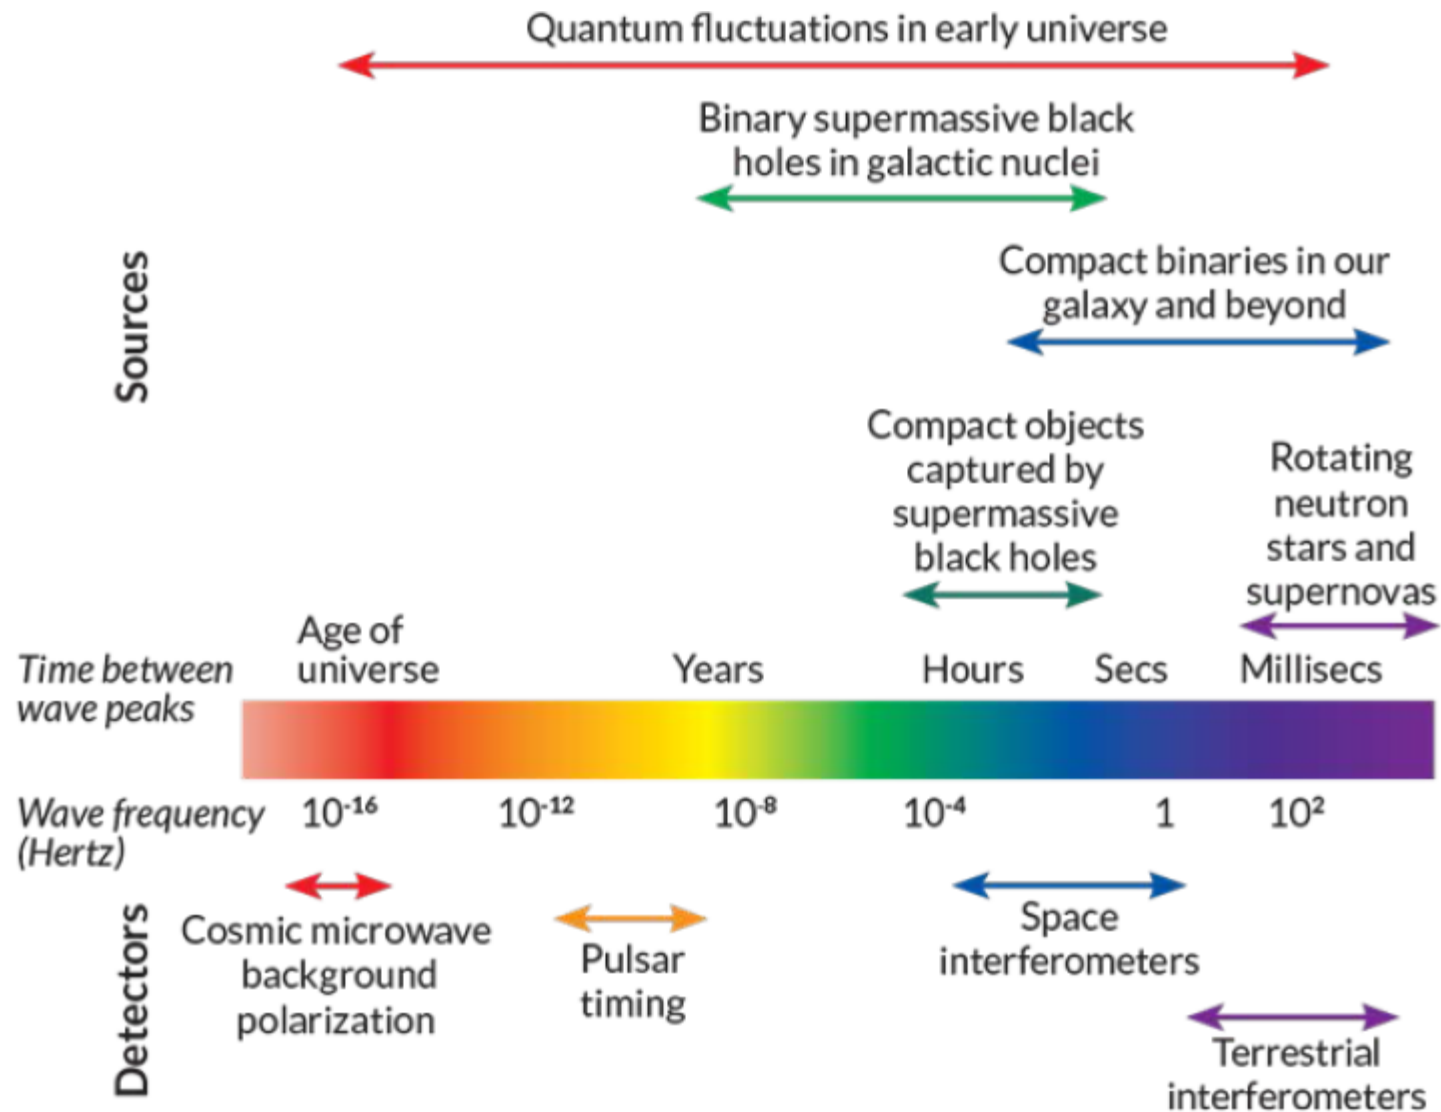 Quantum fluctuations in early universe
Binary supermassive black
holes in galactic nuclei
Compact binaries in our
galaxy and beyond
Sources
Compact objects
captured by
supermassive
black holes
Rotating
neutron
stars and
supernovas
Time between
wave peaks
Age of
universe
Years
Hours
Secs
Millisecs
Wave frequency
(Hertz)
10⁻¹⁶
10⁻¹²
10⁻⁸
10⁻⁴
1
10²
Detectors
Cosmic microwave
background
polarization
Pulsar
timing
Space
interferometers
Terrestrial
interferometers